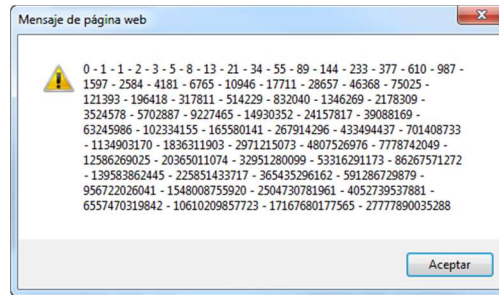 Mensaje de página web
x
0 - 1 - 1 - 2 - 3 - 5 - 8 - 13 - 21 - 34 - 55 - 89 - 144 - 233 - 377 - 610 - 987 -
1597 - 2584 - 4181 - 6765 - 10946 - 17711 - 28657 - 46368 - 75025 -
121393 - 196418 - 317811 - 514229 - 832040 - 1346269 - 2178309 -
3524578 - 5702887 - 9227465 - 14930352 - 24157817 - 39088169 -
63245986 - 102334155 - 165580141 - 267914296 - 433494437 - 701408733
- 1134903170 - 1836311903 - 2971215073 - 4807526976 - 7778742049 -
12586269025 - 20365011074 - 32951280099 - 53316291173 - 86267571272
- 139583862445 - 225851433717 - 365435296162 - 591286729879 -
956722026041 - 1548008755920 - 2504730781961 - 4052739537881 -
6557470319842 - 10610209857723 - 17167680177565 - 27777890035288
Aceptar